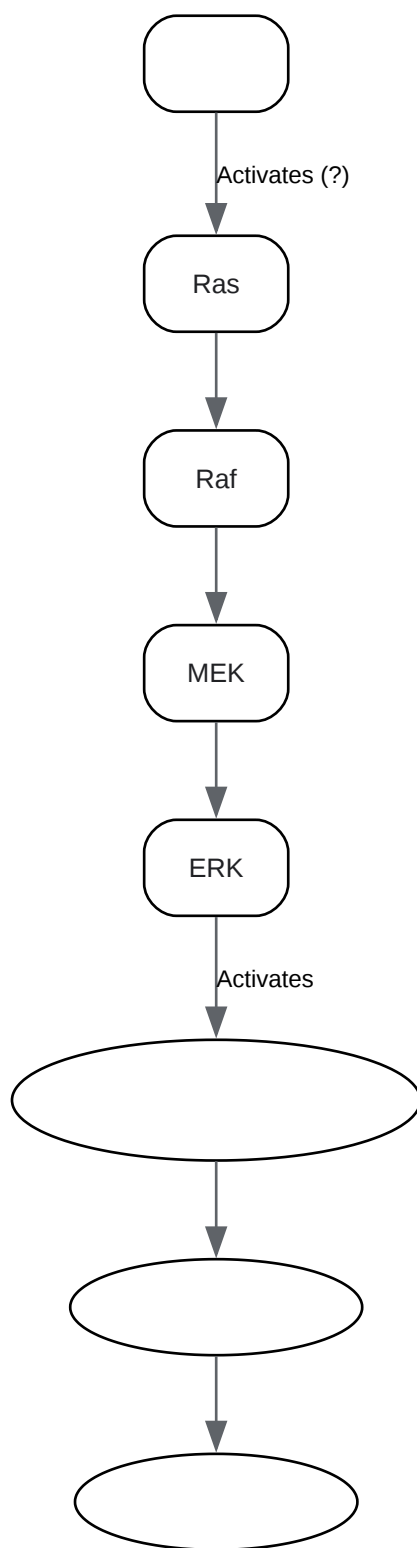 Activates (?)
Ras
Raf
MEK
ERK
Activates